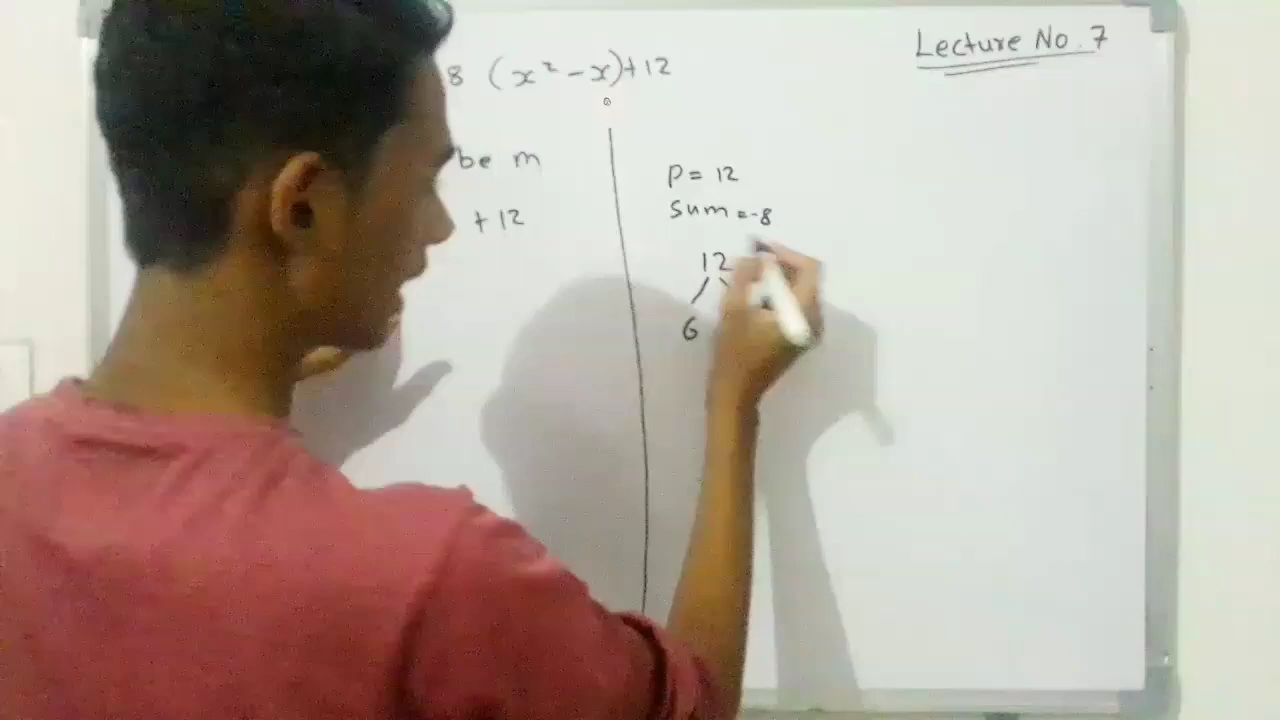 Lecture No. 7
8 (x² - x) + 12
be m
+ 12
P = 12
Sum = -8
12
6